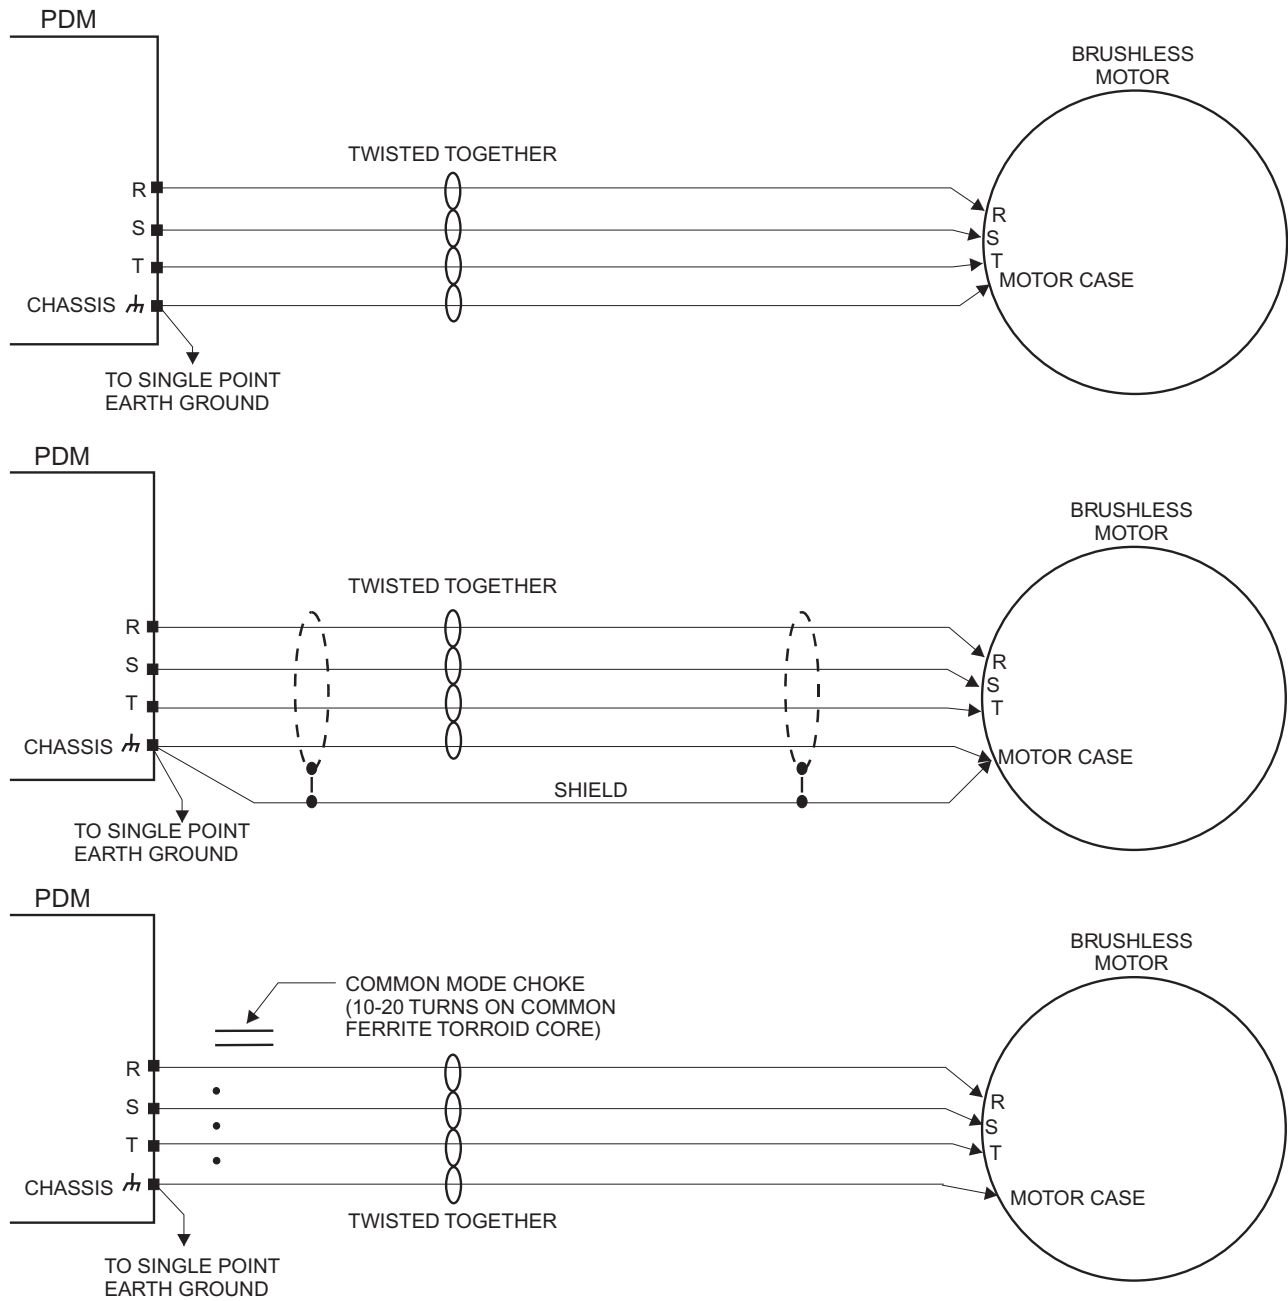 PDM
BRUSHLESS
MOTOR
TWISTED TOGETHER
R
S
T
CHASSIS
R
S
T
MOTOR CASE
TO SINGLE POINT
EARTH GROUND
PDM
BRUSHLESS
MOTOR
TWISTED TOGETHER
R
S
T
CHASSIS
R
S
T
MOTOR CASE
SHIELD
TO SINGLE POINT
EARTH GROUND
PDM
BRUSHLESS
MOTOR
COMMON MODE CHOKE
(10-20 TURNS ON COMMON
FERRITE TORROID CORE)
R
S
T
CHASSIS
R
S
T
MOTOR CASE
TWISTED TOGETHER
TO SINGLE POINT
EARTH GROUND